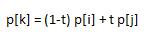 p[k] = (1-t) p[i] + t p[j]